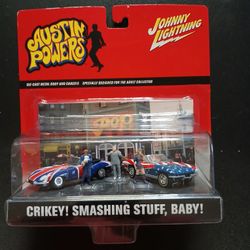 AUSTIN
POWERS
JOHNNY
LIGHTNING
DIE-CAST METAL BODY AND CHASSIS
SPECIALLY DESIGNED FOR THE ADULT COLLECTOR
CRIKEY! SMASHING STUFF, BABY!